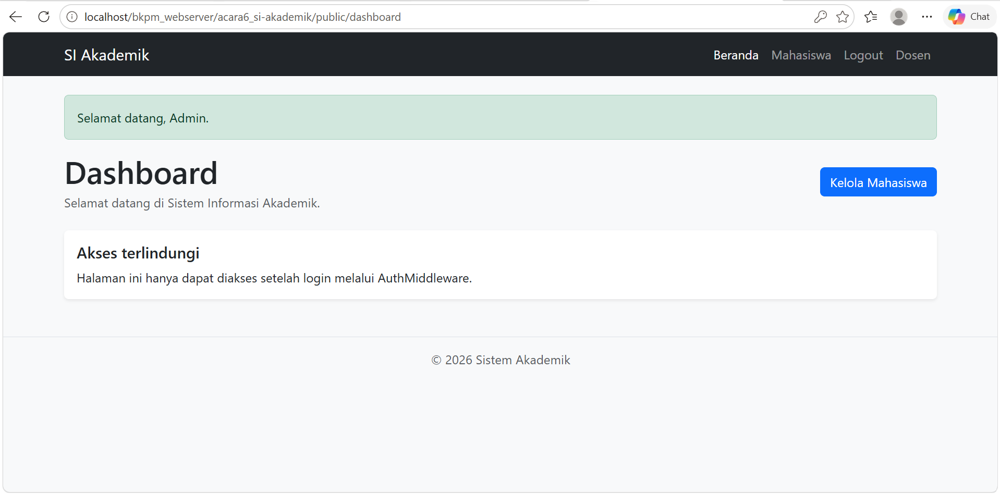 localhost/bkpm_webserver/acara6_si-akademik/public/dashboard
Chat
SI Akademik
Beranda Mahasiswa Logout Dosen
Selamat datang, Admin.
Dashboard
Kelola Mahasiswa
Selamat datang di Sistem Informasi Akademik.
Akses terlindungi
Halaman ini hanya dapat diakses setelah login melalui AuthMiddleware.
© 2026 Sistem Akademik